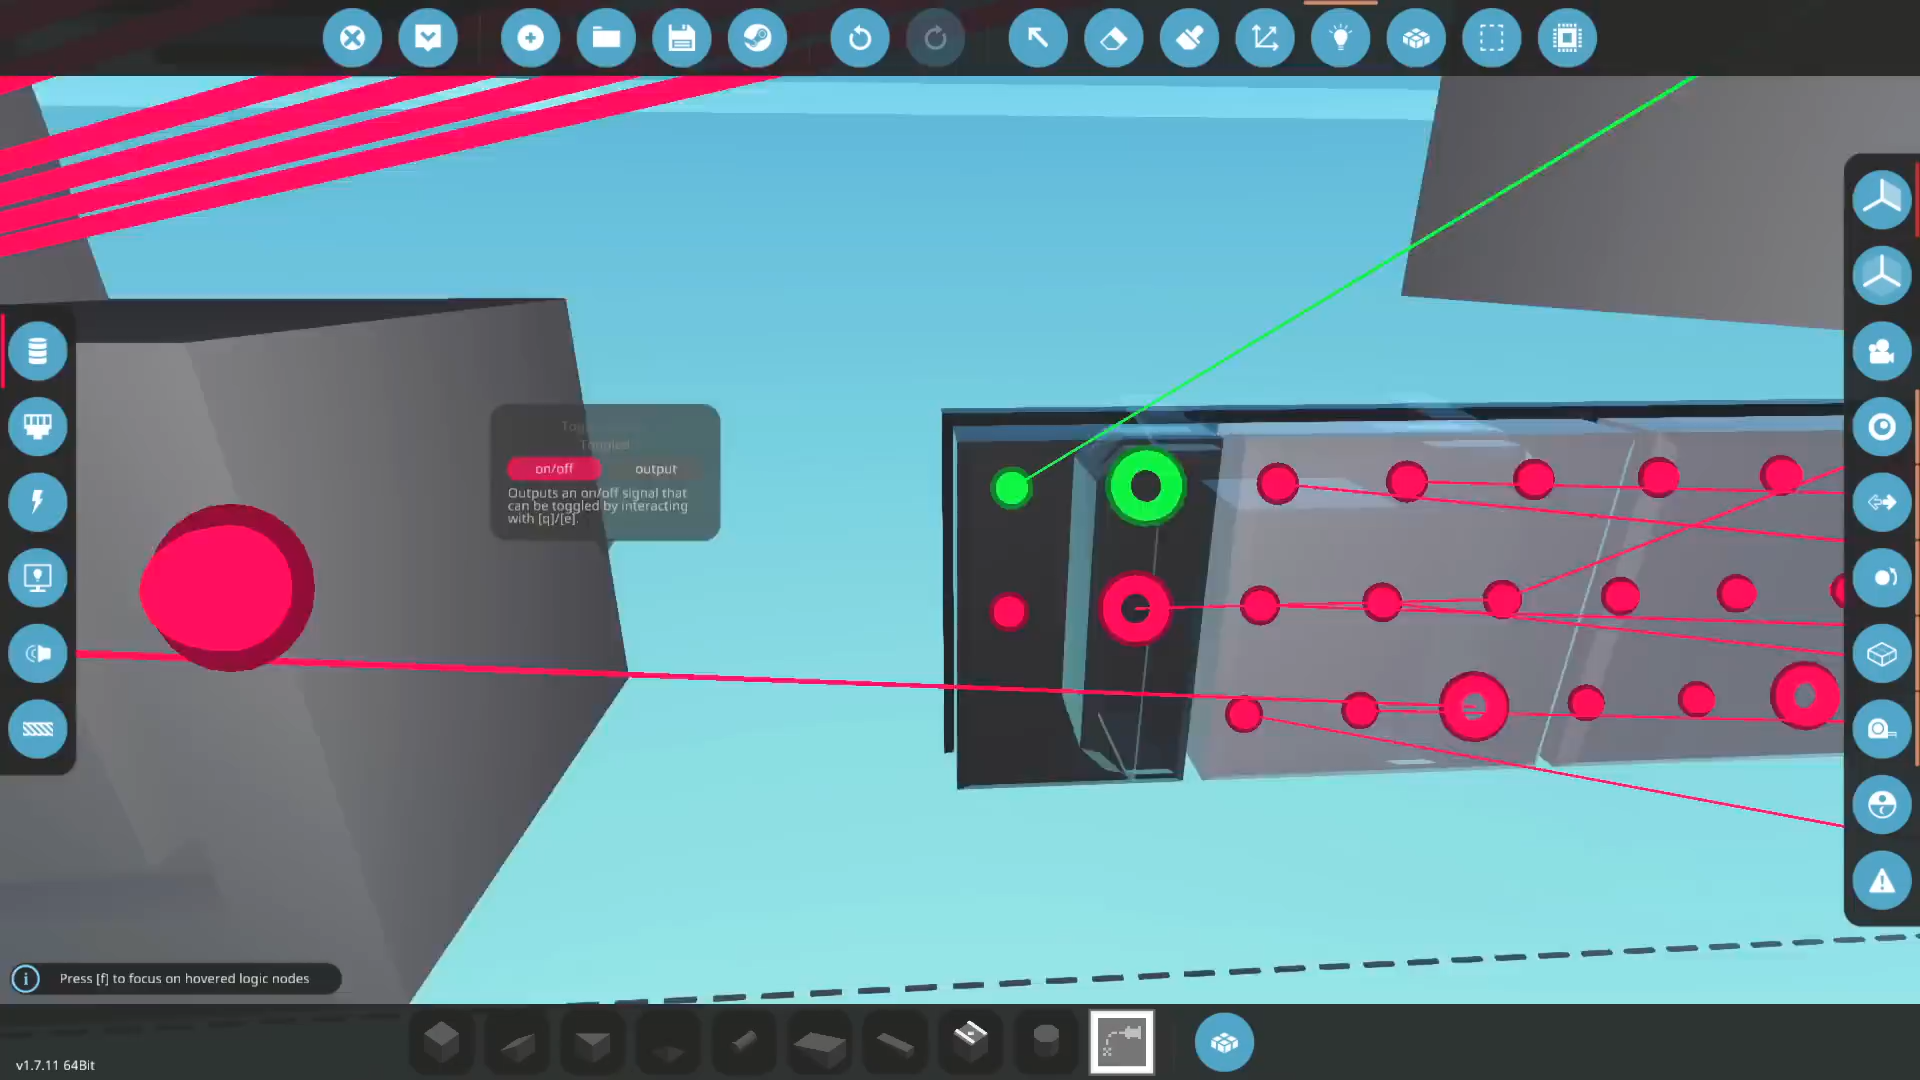 Toggled
on/off
output
Outputs an on/off signal that
can be toggled by interacting
with [q]/[e].
Press [f] to focus on hovered logic nodes
v1.7.11 64Bit